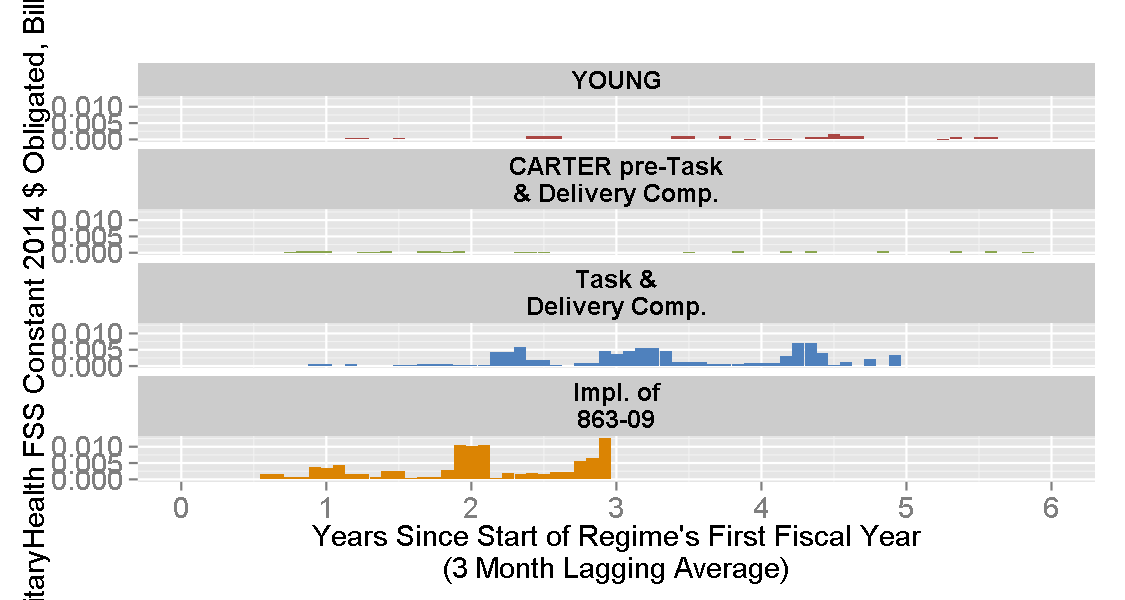 itaryHealth FSS Constant 2014 $ Obligated, Bill
YOUNG
0.010
0.005
0.000
CARTER pre-Task
& Delivery Comp.
0.010
0.005
0.000
Task &
Delivery Comp.
0.010
0.005
0.000
Impl. of
863-09
0.010
0.005
0.000
0 1 2 3 4 5 6
Years Since Start of Regime's First Fiscal Year
(3 Month Lagging Average)